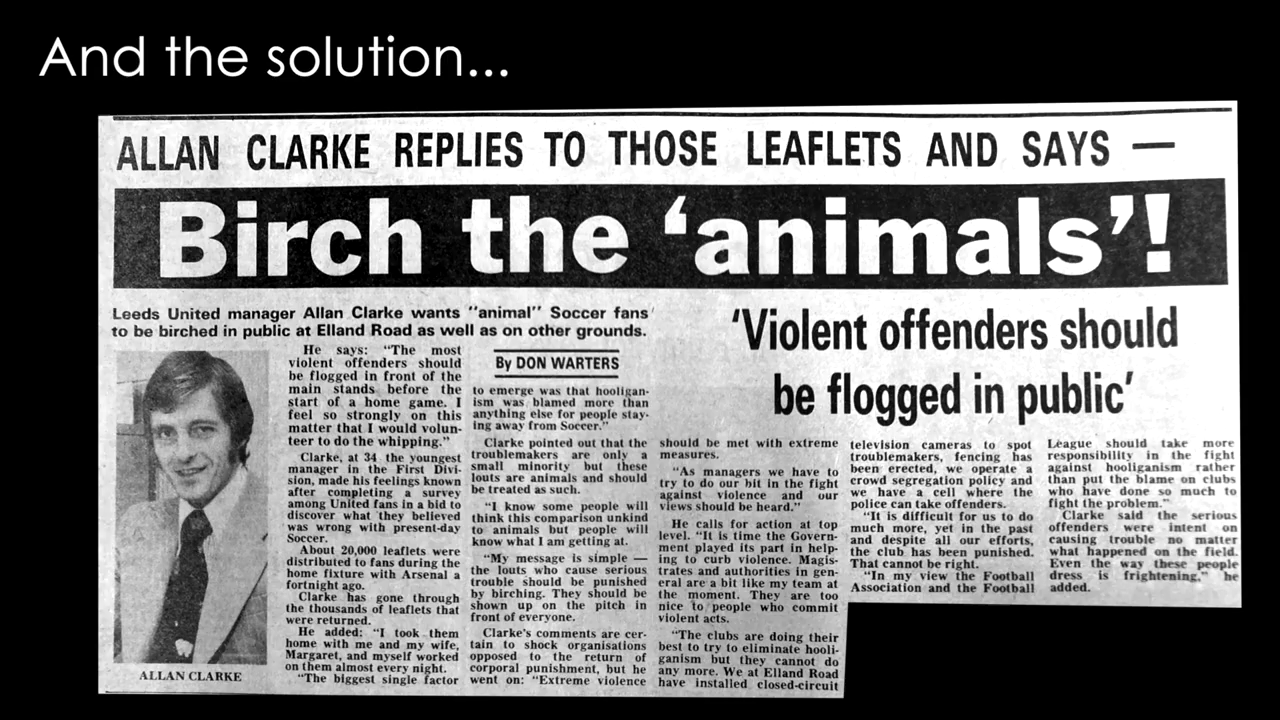 And the solution...
ALLAN CLARKE REPLIES TO THOSE LEAFLETS AND SAYS —
Birch the ‘animals’!
Leeds United manager Allan Clarke wants "animal" Soccer fans
to be birched in public at Elland Road as well as on other grounds.
‘Violent offenders should
be flogged in public’
ALLAN CLARKE
He says: "The most
violent offenders should
be flogged in front of the
main stands before the
start of a home game. I
feel so strongly on this
matter that I would volun-
teer to do the whipping."
Clarke, at 34 the youngest
manager in the First Divi-
sion, made his feelings known
after completing a survey
among United fans in a bid to
discover what they believed
was wrong with present-day
Soccer.
About 20,000 leaflets were
distributed to fans during the
home fixture with Arsenal a
fortnight ago.
Clarke has gone through
the thousands of leaflets that
were returned.
He added: "I took them
home with me and my wife,
Margaret, and myself worked
on them almost every night.
"The biggest single factor
By DON WARTERS
to emerge was that hooligan-
ism was blamed more than
anything else for people stay-
ing away from Soccer."
Clarke pointed out that the
troublemakers are only a
small minority but these
louts are animals and should
be treated as such.
"I know some people will
think this comparison unkind
to animals but people will
know what I am getting at.
"My message is simple —
the louts who cause serious
trouble should be punished
by birching. They should be
shown up on the pitch in
front of everyone.
Clarke's comments are cer-
tain to shock organisations
opposed to the return of
corporal punishment, but he
went on: "Extreme violence
should be met with extreme
measures.
"As managers we have to
try to do our bit in the fight
against violence and our
views should be heard."
He calls for action at top
level. "It is time the Govern-
ment played its part in help-
ing to curb violence. Magis-
trates and authorities in gen-
eral are a bit like my team at
the moment. They are too
nice to people who commit
violent acts.
"The clubs are doing their
best to try to eliminate hooli-
ganism but they cannot do
any more. We at Elland Road
have installed closed-circuit
television cameras to spot
troublemakers, fencing has
been erected, we operate a
crowd segregation policy and
we have a cell where the
police can take offenders.
"It is difficult for us to do
much more, yet in the past
and despite all our efforts,
the club has been punished.
That cannot be right.
"In my view the Football
Association and the Football
League should take more
responsibility in the fight
against hooliganism rather
than put the blame on clubs
who have done so much to
fight the problem."
Clarke said the serious
offenders were intent on
causing trouble no matter
what happened on the field.
Even the way these people
dress is frightening," he
added.